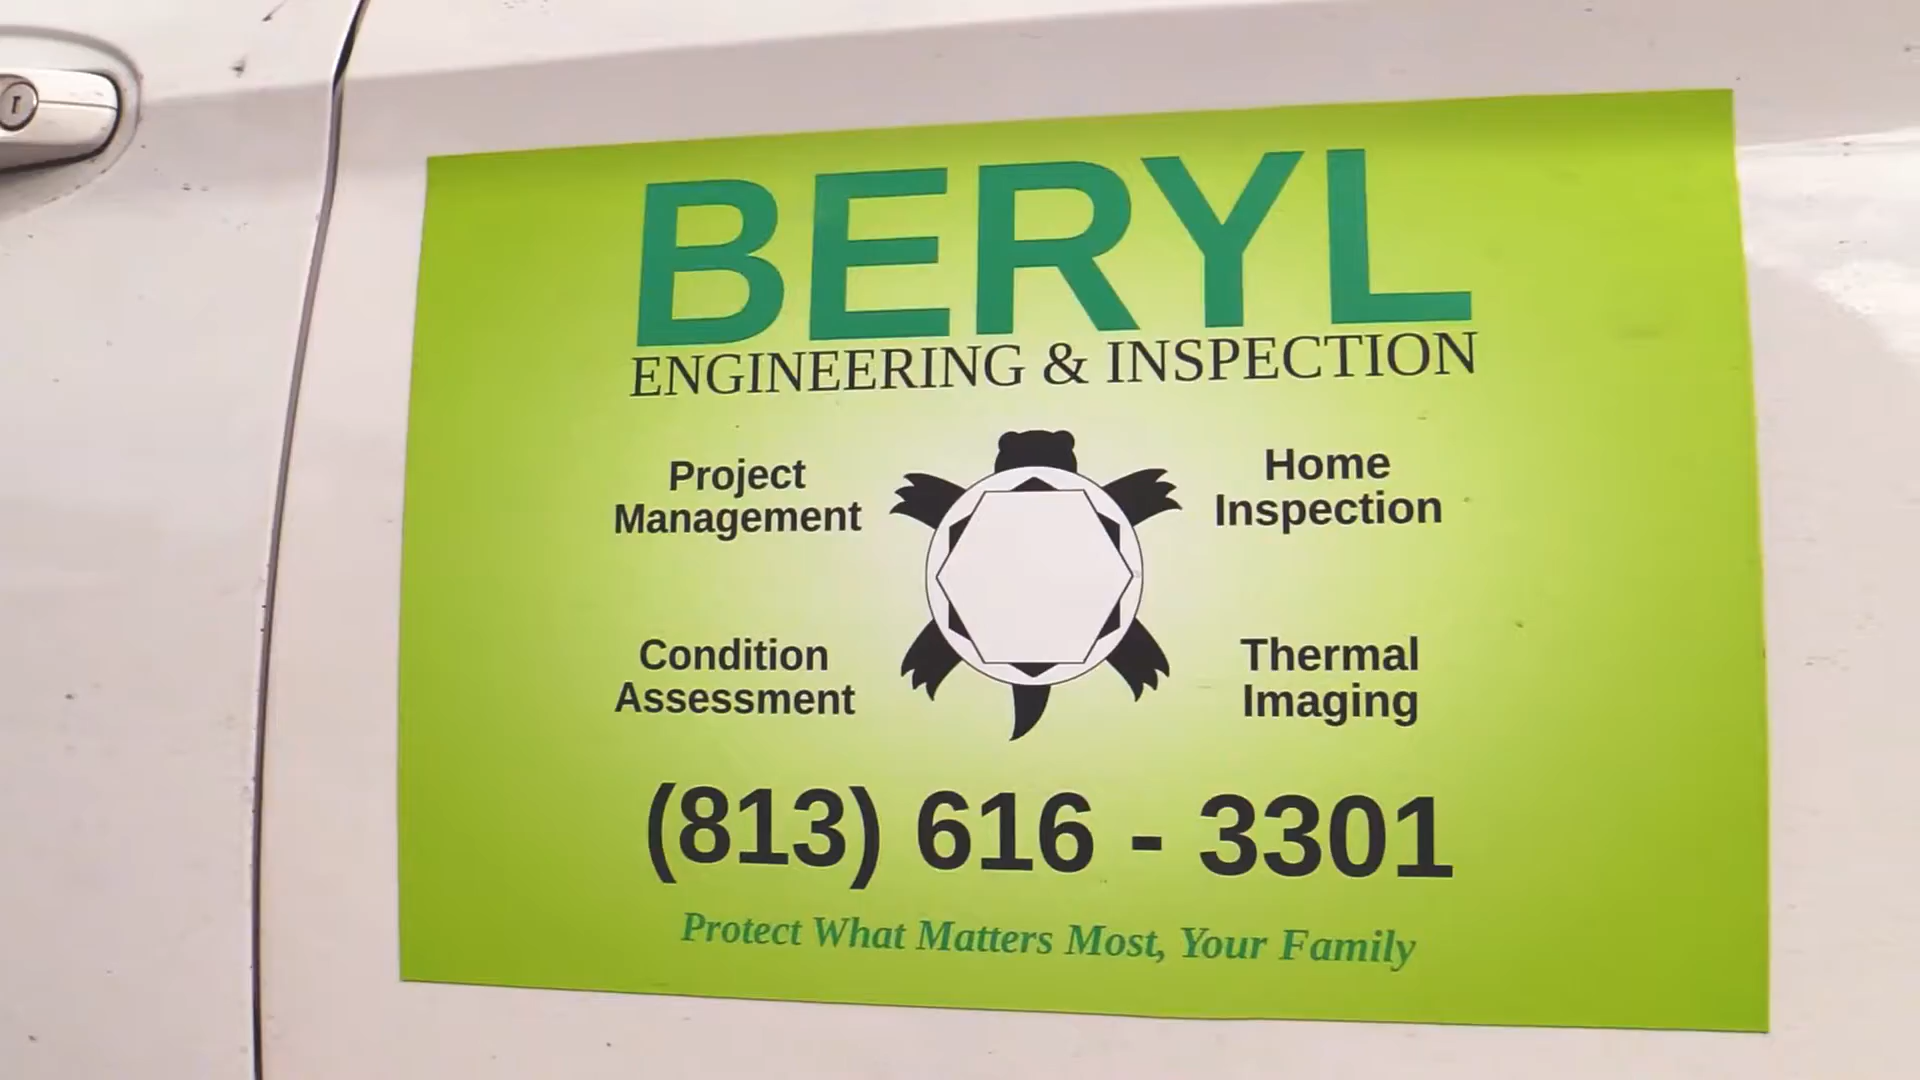 BERYL
ENGINEERING & INSPECTION
Project
Management
Home
Inspection
Condition
Assessment
Thermal
Imaging
(813) 616 - 3301
Protect What Matters Most, Your Family